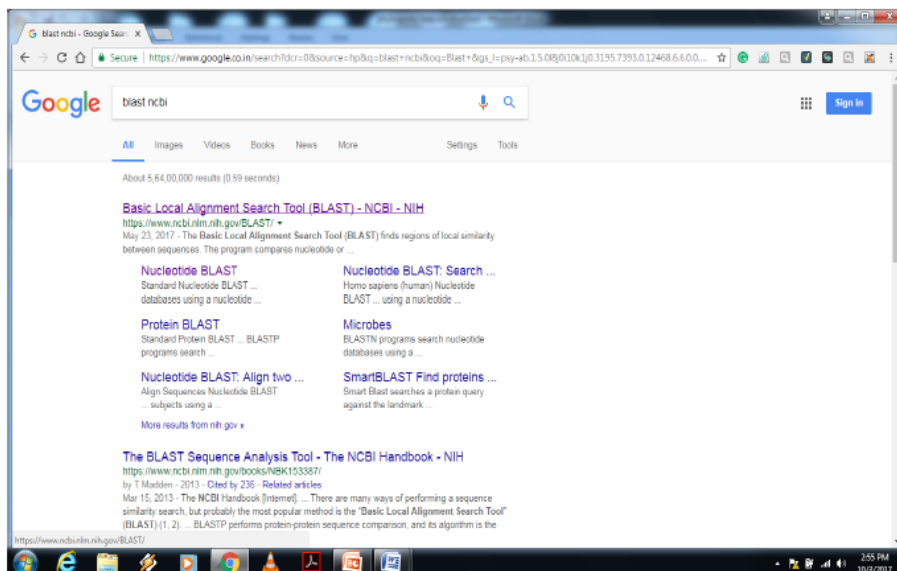 blast ncbi - Google Sear
Secure | https://www.google.co.in/search?dcr=0&source=hp&q=blast+ncbi&oq=Blast+&gs_l=psy-ab.1.5.0l8j0i10k1j0.3195.7393.0.12468.6.6.0.0...
Google
blast ncbi
Sign in
All Images Videos Books News More Settings Tools
About 5,64,00,000 results (0.59 seconds)
Basic Local Alignment Search Tool (BLAST) - NCBI - NIH
https://www.ncbi.nlm.nih.gov/BLAST/
May 23, 2017 - The Basic Local Alignment Search Tool (BLAST) finds regions of local similarity
between sequences. The program compares nucleotide or ...
Nucleotide BLAST
Standard Nucleotide BLAST ...
databases using a nucleotide ...
Nucleotide BLAST: Search ...
Homo sapiens (human) Nucleotide
BLAST ... using a nucleotide ...
Protein BLAST
Standard Protein BLAST ... BLASTP
programs search ...
Microbes
BLASTN programs search nucleotide
databases using a ...
Nucleotide BLAST: Align two ...
Align Sequences Nucleotide BLAST
... subjects using a ...
SmartBLAST Find proteins ...
Smart Blast searches a protein query
against the landmark ...
More results from nih.gov »
The BLAST Sequence Analysis Tool - The NCBI Handbook - NIH
https://www.ncbi.nlm.nih.gov/books/NBK153387/
by T Madden - 2013 - Cited by 236 - Related articles
Mar 15, 2013 - The NCBI Handbook [Internet]. ... There are many ways of performing a sequence
similarity search, but probably the most popular method is the "Basic Local Alignment Search Tool"
(BLAST) (1, 2). ... BLASTP performs protein-protein sequence comparison, and its algorithm is the
https://www.ncbi.nlm.nih.gov/BLAST/
2:55 PM
10/3/2017